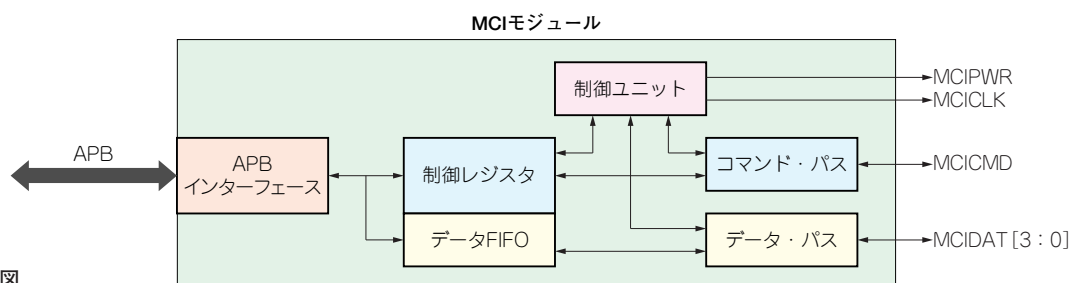 MCIモジュール
制御ユニット
MCIPWR
MCICLK
APB
APB
インターフェース
制御レジスタ
コマンド・パス
MCICMD
データFIFO
データ・パス
MCIDAT[3：0]
図